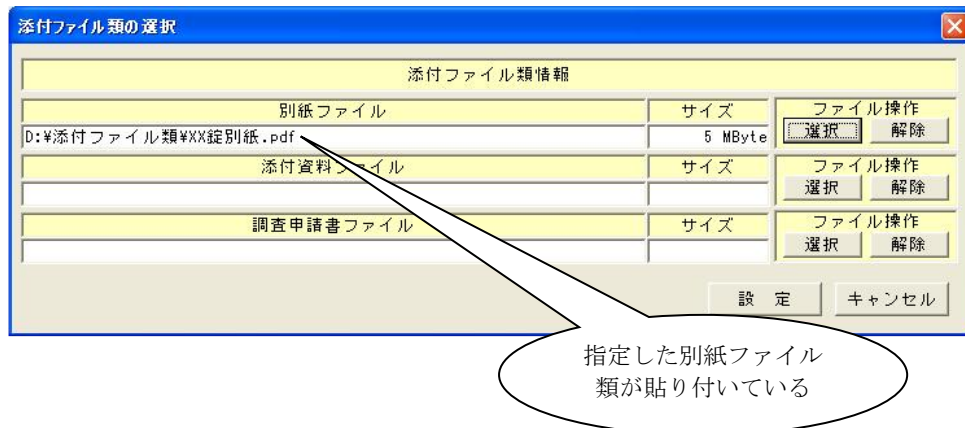 添付ファイル類の選択
添付ファイル類情報
別紙ファイル サイズ ファイル操作
D:¥添付ファイル類¥XX錠別紙.pdf 5 MByte 選択 解除
添付資料ファイル サイズ ファイル操作
選択 解除
調査申請書ファイル サイズ ファイル操作
選択 解除
設 定 キャンセル
指定した別紙ファイル
類が貼り付いている